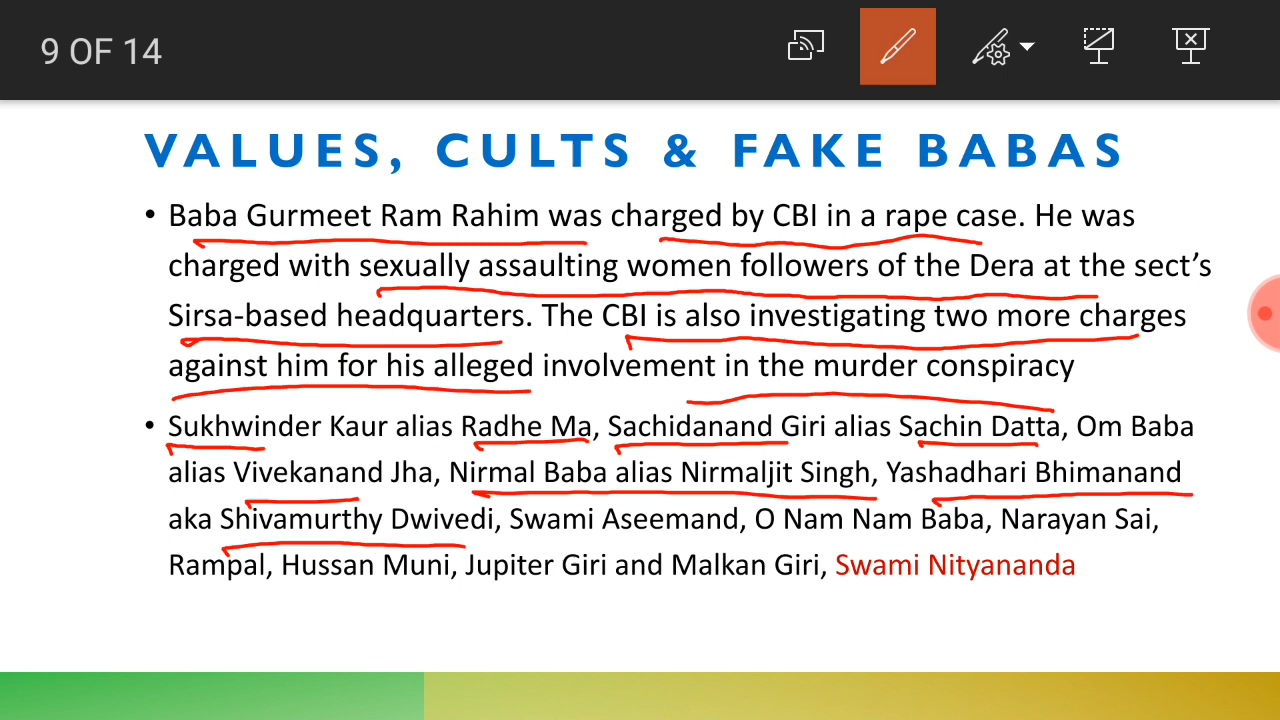 9 OF 14
VALUES, CULTS & FAKE BABAS
• Baba Gurmeet Ram Rahim was charged by CBI in a rape case. He was
charged with sexually assaulting women followers of the Dera at the sect's
Sirsa-based headquarters. The CBI is also investigating two more charges
against him for his alleged involvement in the murder conspiracy
• Sukhwinder Kaur alias Radhe Ma, Sachidanand Giri alias Sachin Datta, Om Baba
alias Vivekanand Jha, Nirmal Baba alias Nirmaljit Singh, Yashadhari Bhimanand
aka Shivamurthy Dwivedi, Swami Aseemand, O Nam Nam Baba, Narayan Sai,
Rampal, Hussan Muni, Jupiter Giri and Malkan Giri, Swami Nityananda